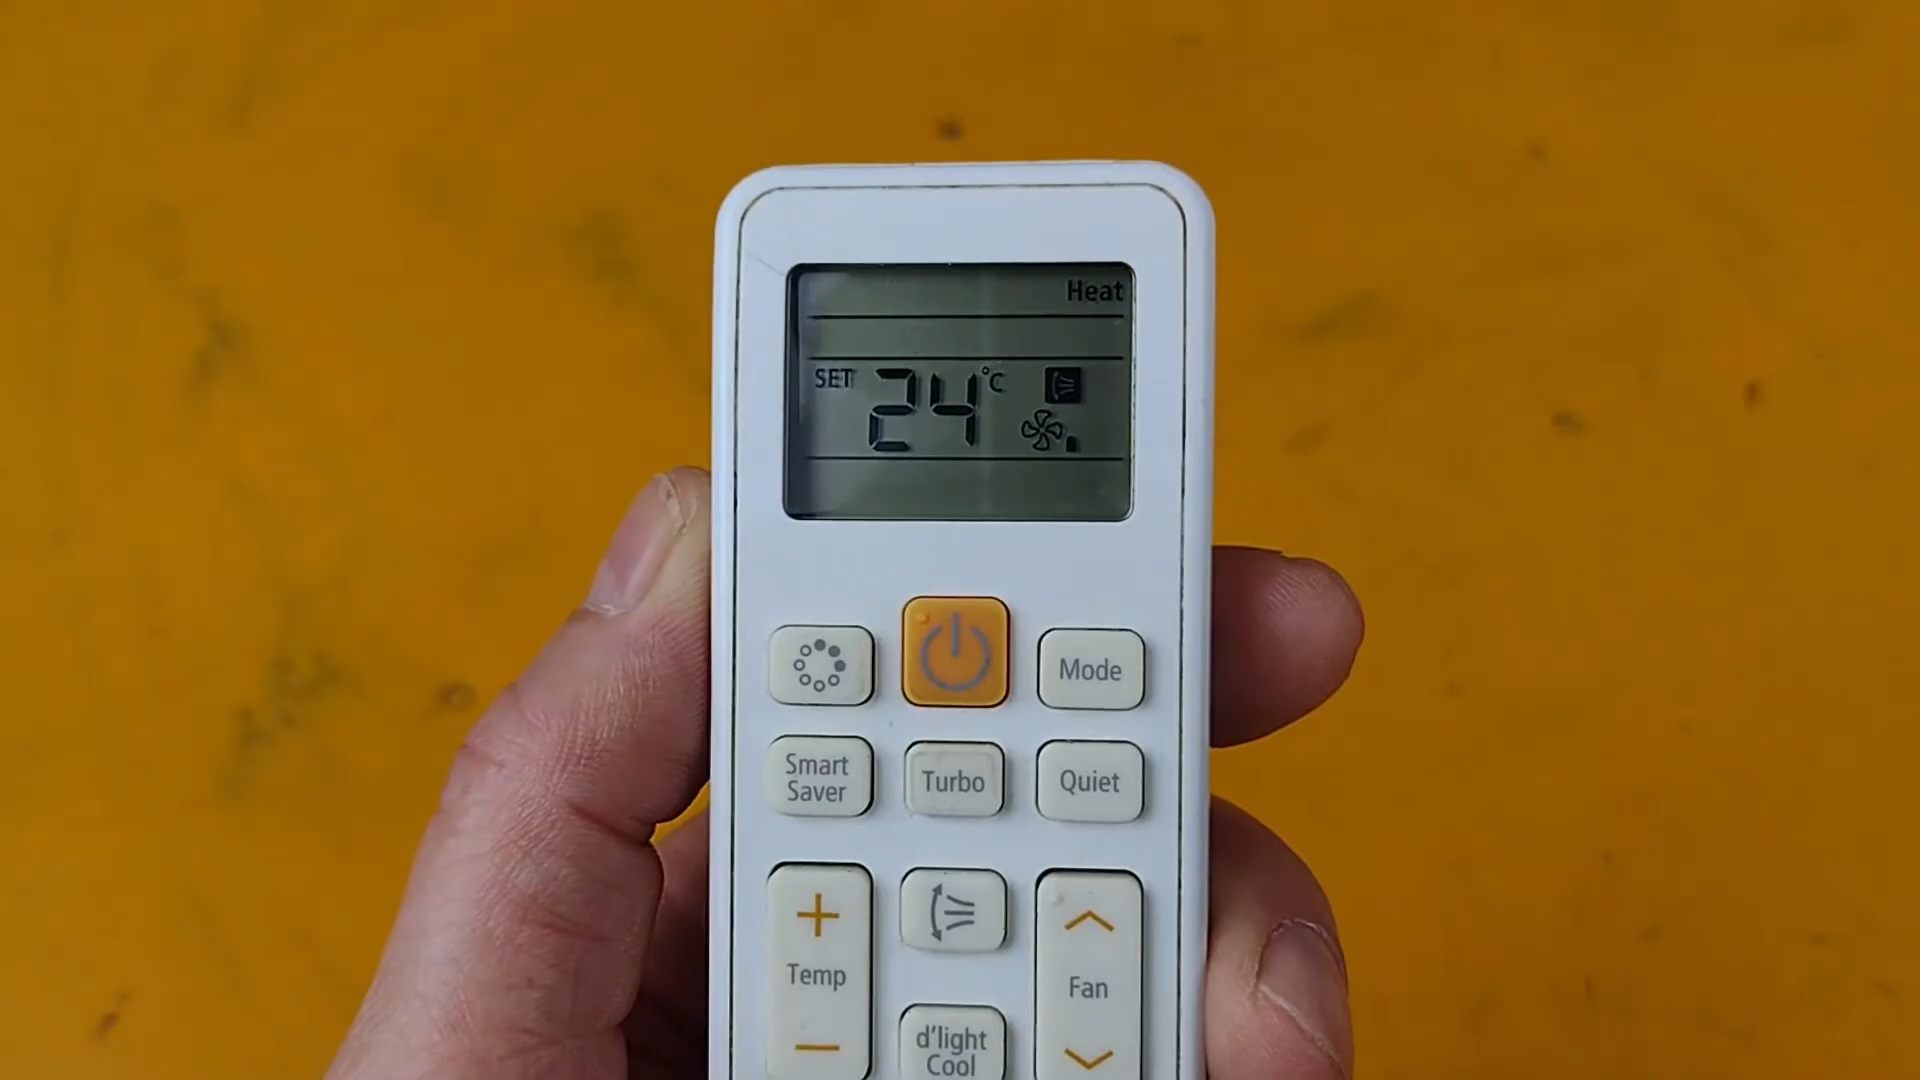 Heat
SET 24°C
Mode
Smart
Saver
Turbo
Quiet
+
Temp
−
Fan
d'light
Cool